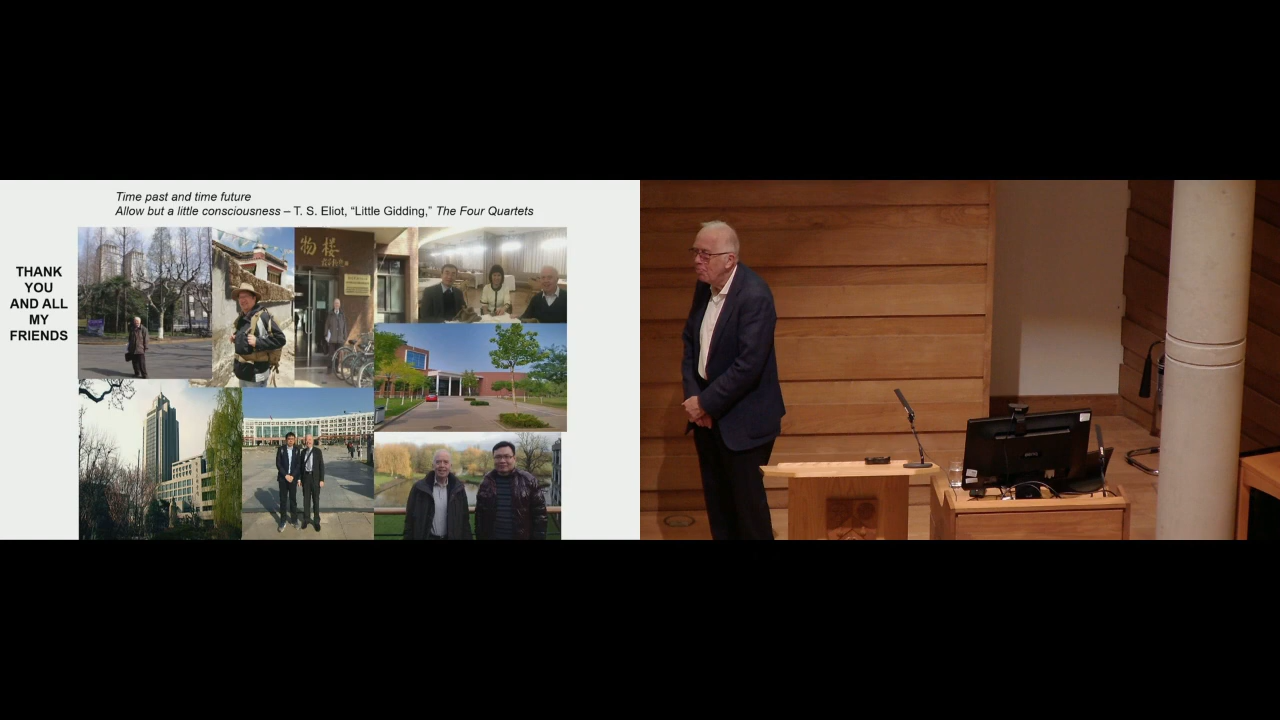 Time past and time future
Allow but a little consciousness – T. S. Eliot, “Little Gidding,” The Four Quartets
THANK
YOU
AND ALL
MY
FRIENDS
物楼